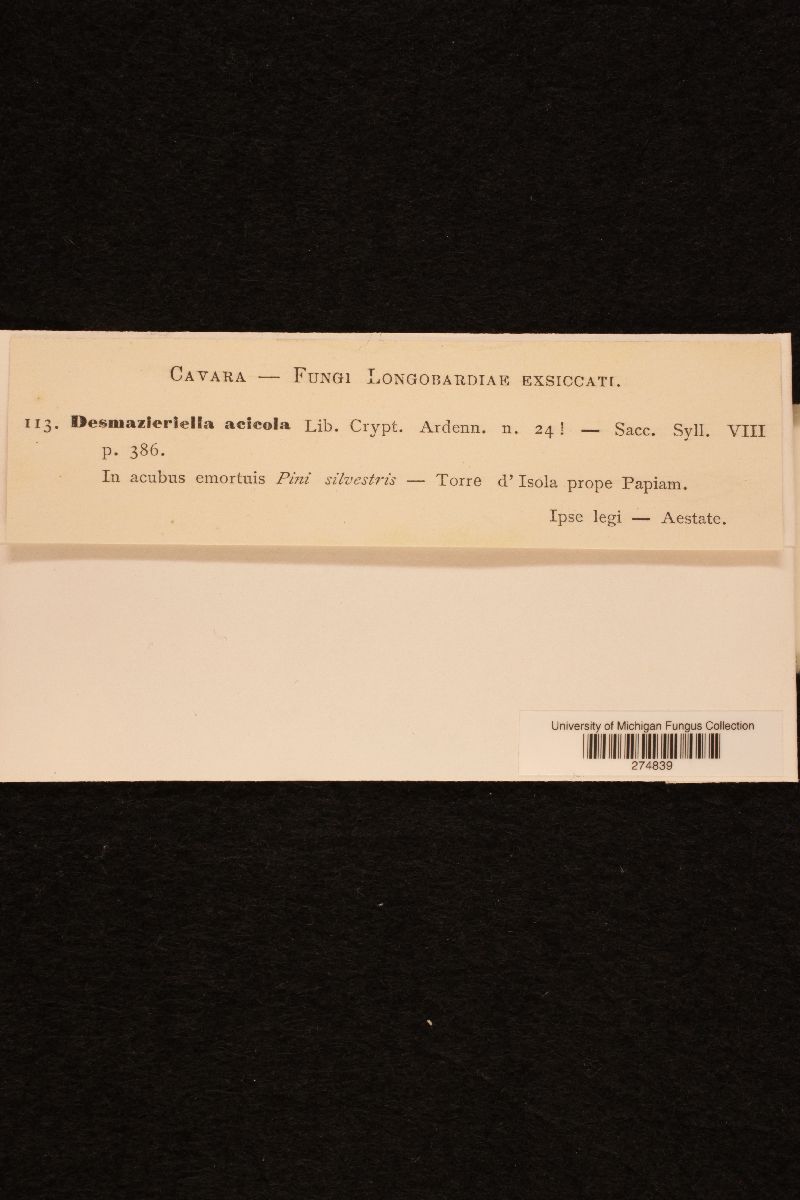 CAVARA — FUNGI LONGOBARDIAE EXSICCATI.
113. Desmazieriella acicola Lib. Crypt. Ardenn. n. 24! — Sacc. Syll. VIII
p. 386.
In acubus emortuis Pini silvestris — Torre d' Isola prope Papiam.
Ipse legi — Aestate.
University of Michigan Fungus Collection
274839